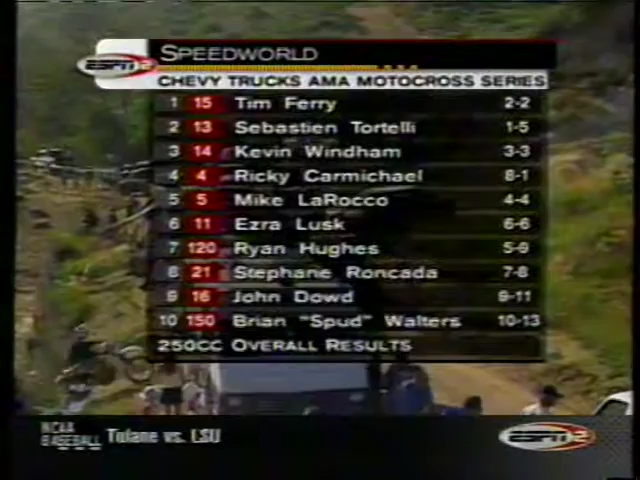 ESPN2
SPEEDWORLD
CHEVY TRUCKS AMA MOTOCROSS SERIES
1 15 Tim Ferry 2-2
2 13 Sebastien Tortelli 1-5
3 14 Kevin Windham 3-3
4 4 Ricky Carmichael 8-1
5 5 Mike LaRocco 4-4
6 11 Ezra Lusk 6-6
7 120 Ryan Hughes 5-9
8 21 Stephane Roncada 7-8
9 16 John Dowd 9-11
10 150 Brian "Spud" Walters 10-13
250CC OVERALL RESULTS
NCAA
BASEBALL Tulane vs. LSU
ESPN2